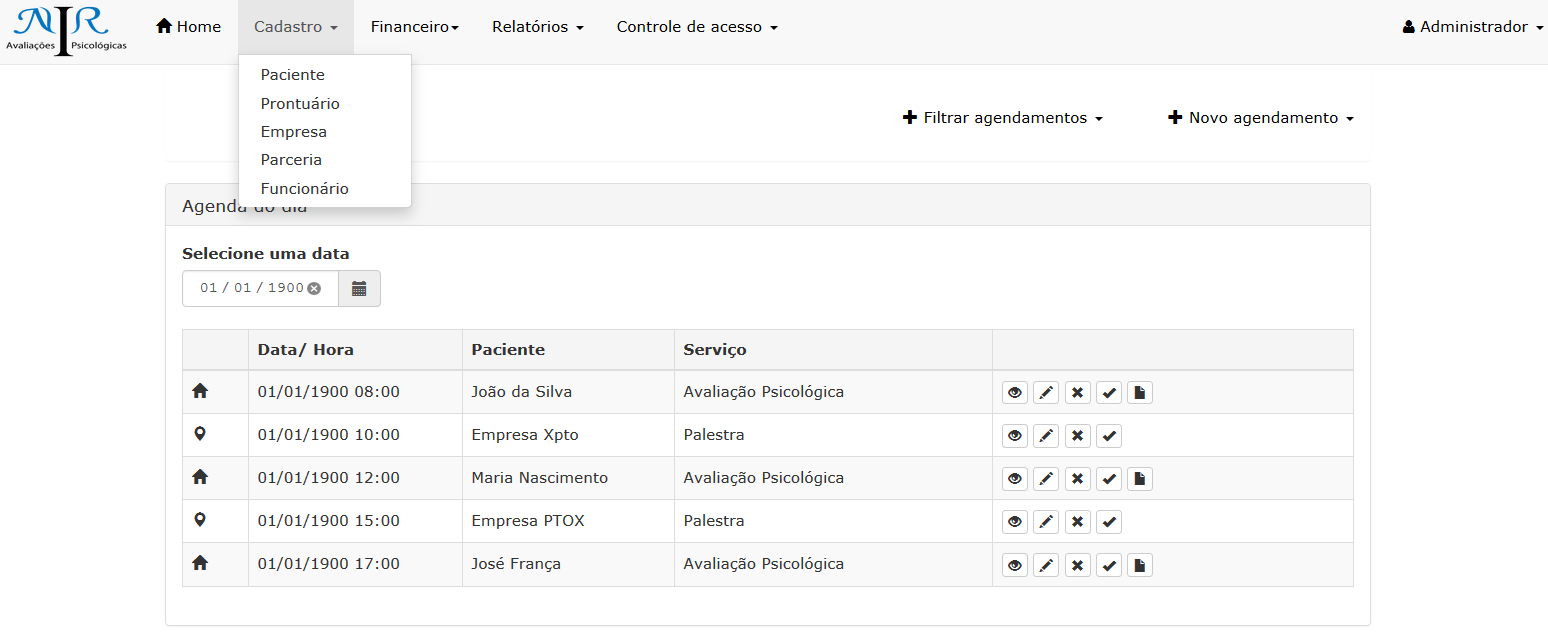 NIR
Avaliações Psicológicas
Home Cadastro Financeiro Relatórios Controle de acesso Administrador
Paciente
Prontuário
Empresa
Parceria
Funcionário
Filtrar agendamentos Novo agendamento
Agenda do dia
Selecione uma data
01 / 01 / 1900
Data/ Hora Paciente Serviço
01/01/1900 08:00 João da Silva Avaliação Psicológica
01/01/1900 10:00 Empresa Xpto Palestra
01/01/1900 12:00 Maria Nascimento Avaliação Psicológica
01/01/1900 15:00 Empresa PTOX Palestra
01/01/1900 17:00 José França Avaliação Psicológica